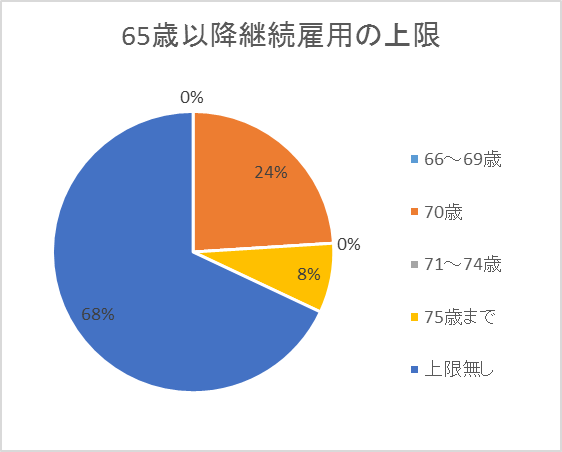 65歳以降継続雇用の上限
0%
24%
0%
8%
68%
66～69歳
70歳
71～74歳
75歳まで
上限無し